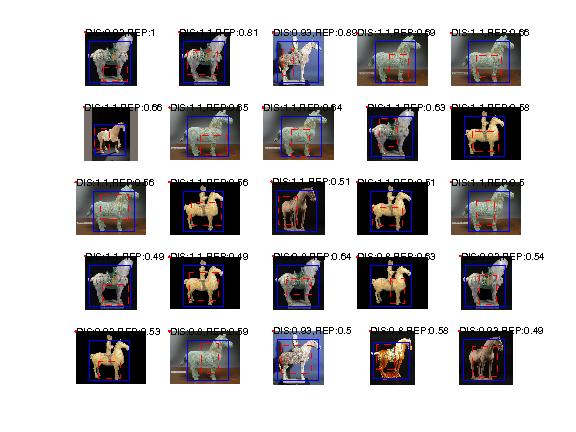 DIS:0.93,REP:1
DIS:1.1,REP:0.81
DIS:0.93,REP:0.89
DIS:1.1,REP:0.69
DIS:1.1,REP:0.66
DIS:1.1,REP:0.66
DIS:1.1,REP:0.65
DIS:1.1,REP:0.64
DIS:1.1,REP:0.63
DIS:1.1,REP:0.58
DIS:1.1,REP:0.56
DIS:1.1,REP:0.56
DIS:1.1,REP:0.51
DIS:1.1,REP:0.51
DIS:1.1,REP:0.5
DIS:1.1,REP:0.49
DIS:1.1,REP:0.49
DIS:0.8,REP:0.64
DIS:0.8,REP:0.63
DIS:0.93,REP:0.54
DIS:0.93,REP:0.53
DIS:0.8,REP:0.59
DIS:0.93,REP:0.5
DIS:0.8,REP:0.58
DIS:0.93,REP:0.49